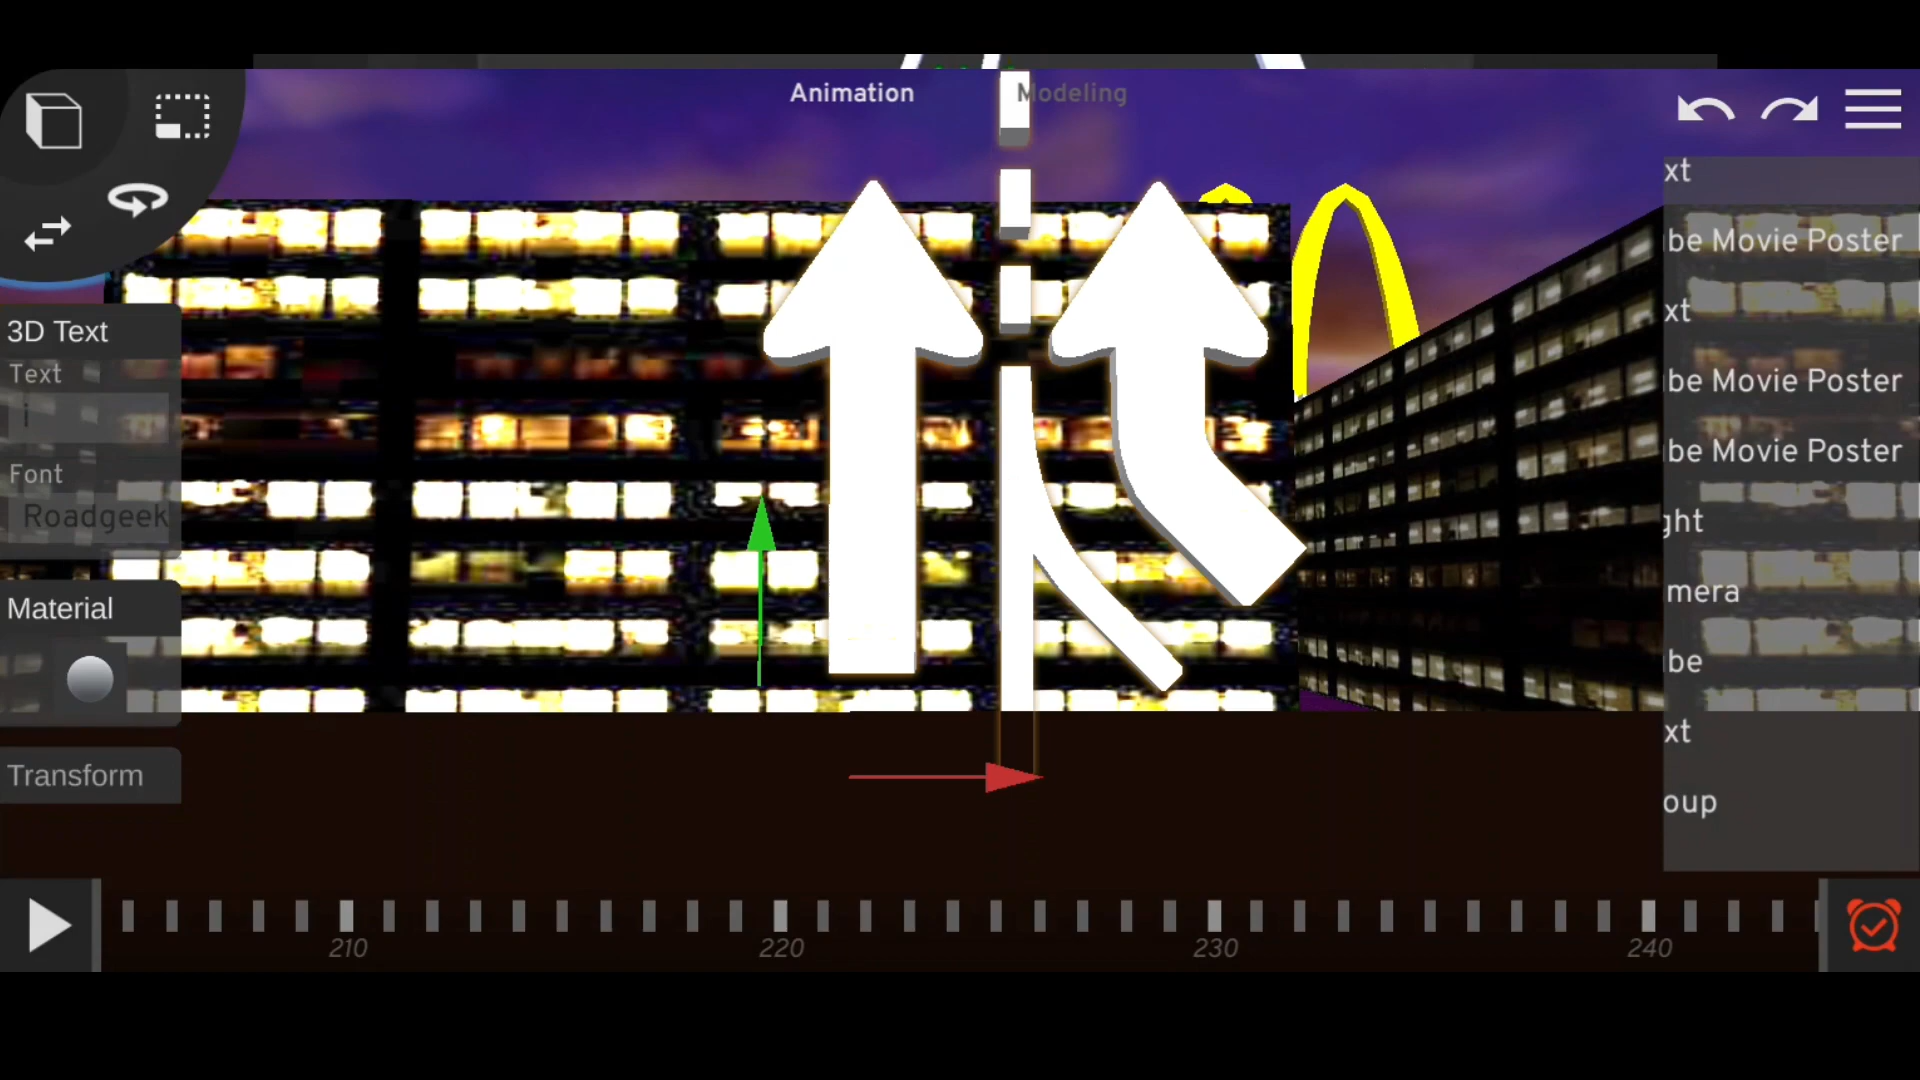 Animation
Modeling
xt
be Movie Poster
3D Text
xt
Text
be Movie Poster
i
be Movie Poster
Font
Roadgeek
ght
mera
Material
be
xt
Transform
oup
210
220
230
240